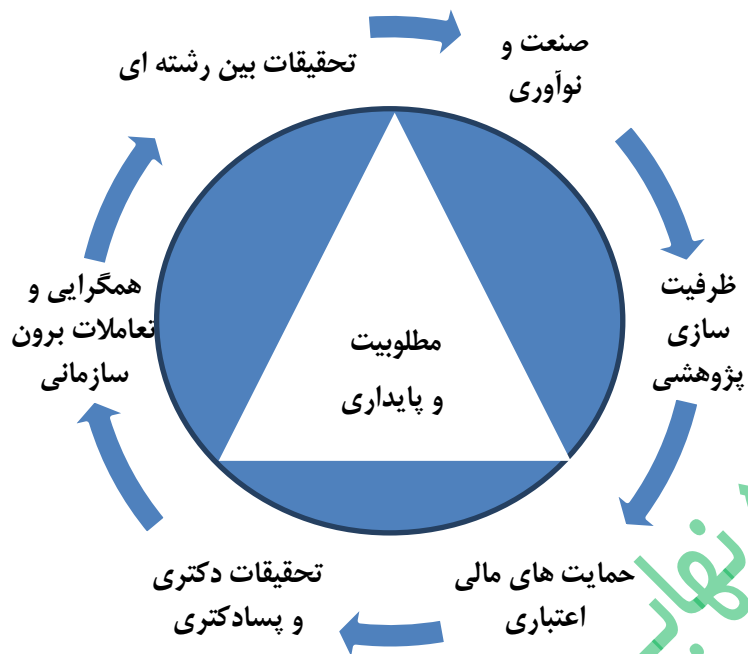 صنعت و
نوآوری
تحقیقات بین رشته ای
ظرفیت
سازی
پژوهشی
همگرایی و
تعاملات برون
سازمانی
مطلوبیت
و پایداری
حمایت های مالی
اعتباری
تحقیقات دکتری
و پسادکتری